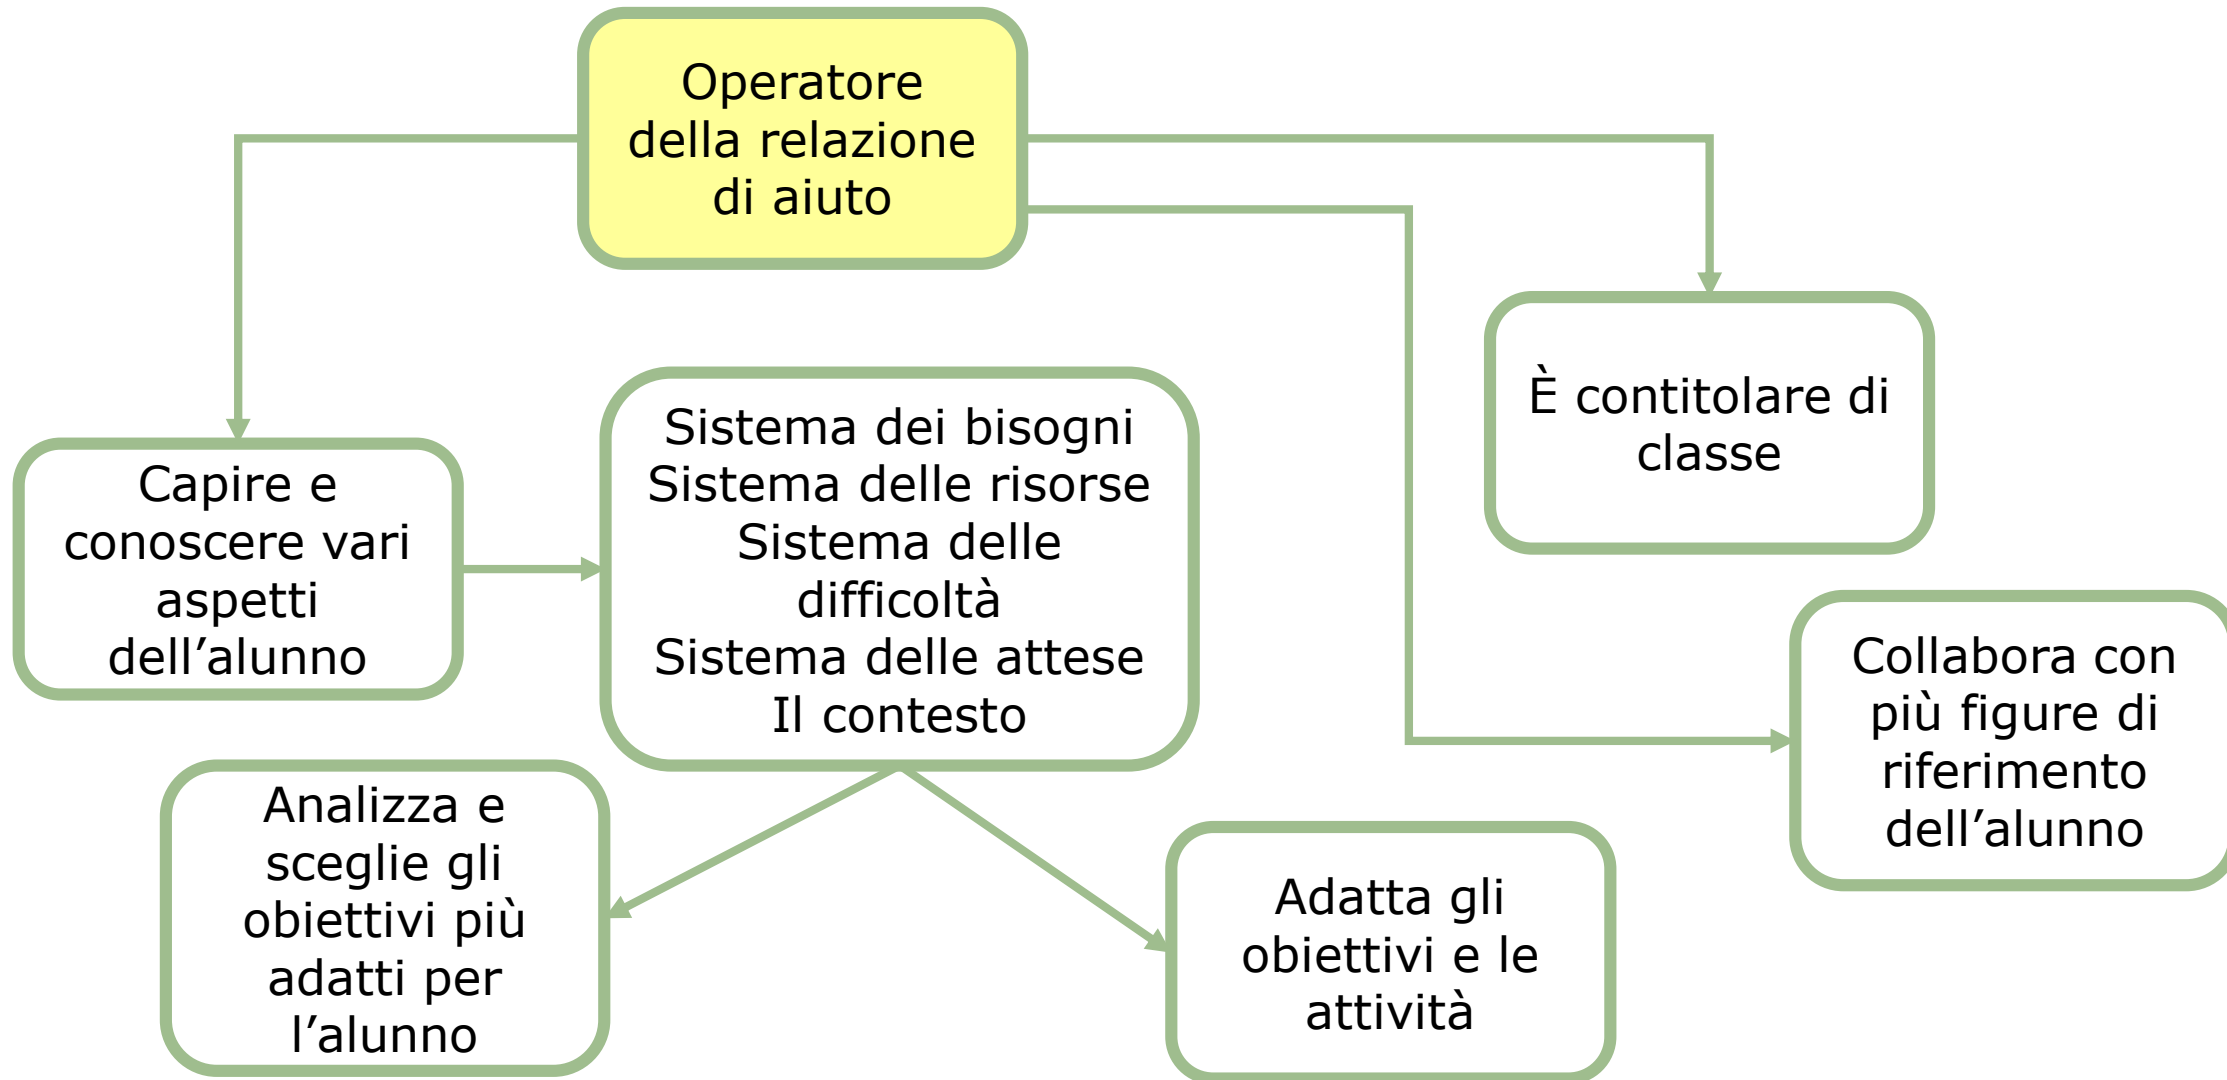 Operatore
della relazione
di aiuto
È contitolare di
classe
Capire e
conoscere vari
aspetti
dell’alunno
Sistema dei bisogni
Sistema delle risorse
Sistema delle
difficoltà
Sistema delle attese
Il contesto
Collabora con
più figure di
riferimento
dell’alunno
Analizza e
sceglie gli
obiettivi più
adatti per
l’alunno
Adatta gli
obiettivi e le
attività